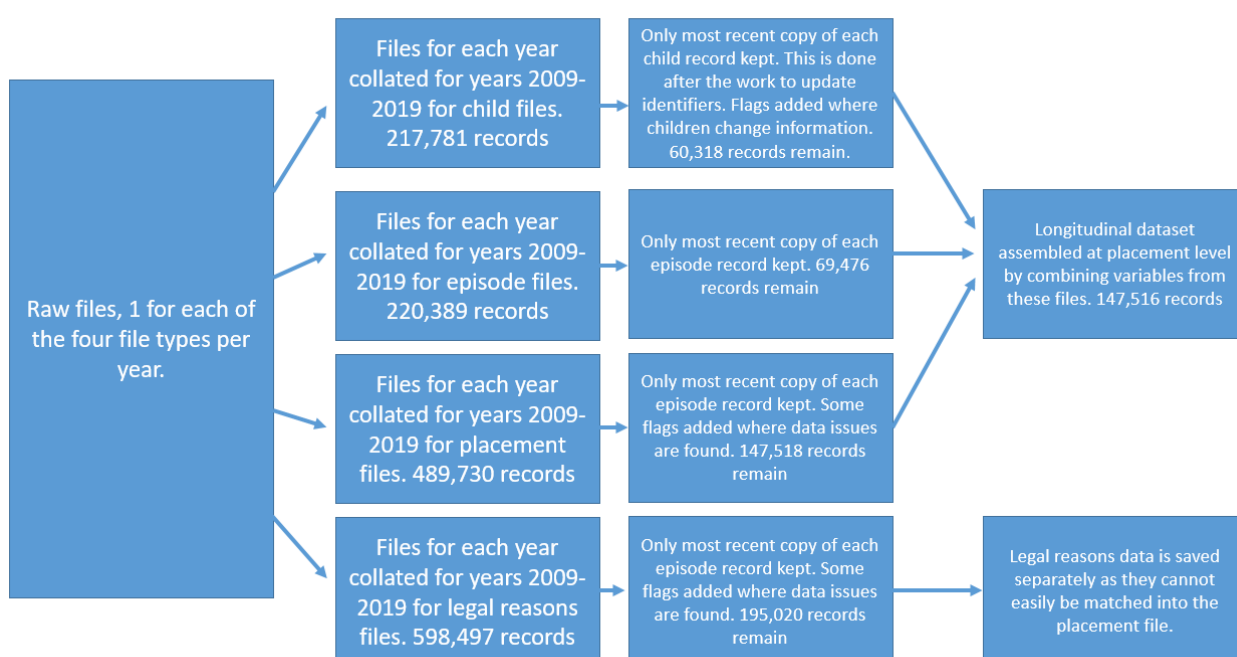 Raw files, 1 for each of
the four file types per
year.
Files for each year
collated for years 2009-
2019 for child files.
217,781 records
Only most recent copy of each
child record kept. This is done
after the work to update
identifiers. Flags added where
children change information.
60,318 records remain.
Files for each year
collated for years 2009-
2019 for episode files.
220,389 records
Only most recent copy of each
episode record kept. 69,476
records remain
Files for each year
collated for years 2009-
2019 for placement
files. 489,730 records
Only most recent copy of each
episode record kept. Some
flags added where data issues
are found. 147,518 records
remain
Longitudinal dataset
assembled at placement level
by combining variables from
these files. 147,516 records
Files for each year
collated for years 2009-
2019 for legal reasons
files. 598,497 records
Only most recent copy of each
episode record kept. Some
flags added where data issues
are found. 195,020 records
remain
Legal reasons data is saved
separately as they cannot
easily be matched into the
placement file.